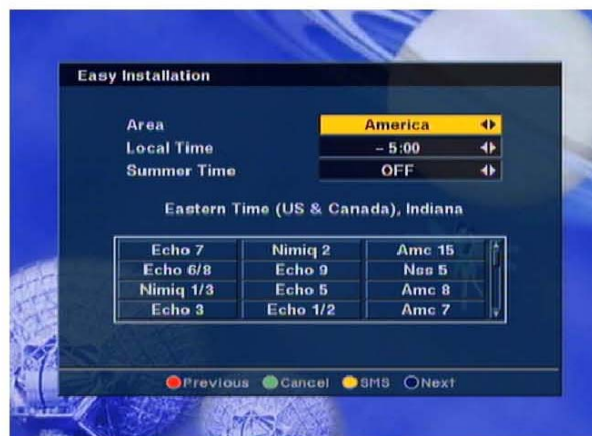 Easy Installation
Area America
Local Time – 5:00
Summer Time OFF
Eastern Time (US & Canada), Indiana
Echo 7 Nimiq 2 Amc 15
Echo 6/8 Echo 9 Nss 5
Nimiq 1/3 Echo 5 Amc 8
Echo 3 Echo 1/2 Amc 7
Previous Cancel SMS Next